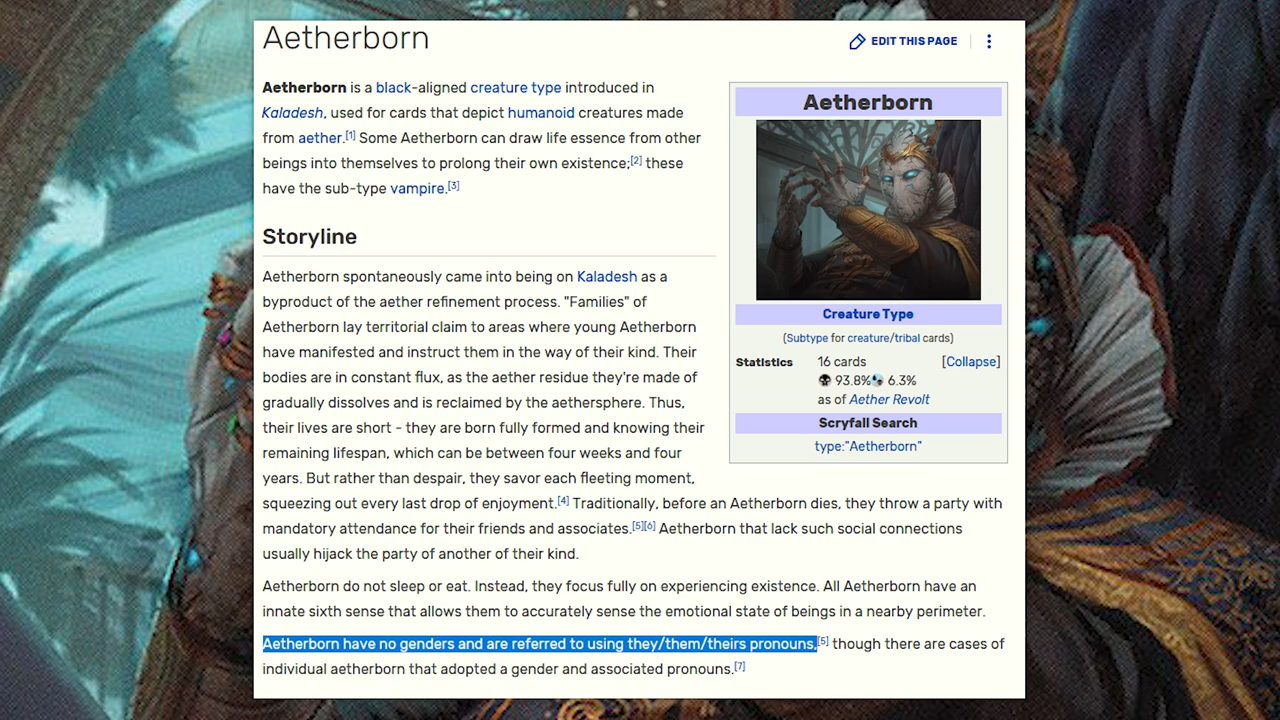 Aetherborn
EDIT THIS PAGE
Aetherborn is a black-aligned creature type introduced in
Kaladesh, used for cards that depict humanoid creatures made
from aether.[1] Some Aetherborn can draw life essence from other
beings into themselves to prolong their own existence;[2] these
have the sub-type vampire.[3]
Storyline
Aetherborn spontaneously came into being on Kaladesh as a
byproduct of the aether refinement process. "Families" of
Aetherborn lay territorial claim to areas where young Aetherborn
have manifested and instruct them in the way of their kind. Their
bodies are in constant flux, as the aether residue they're made of
gradually dissolves and is reclaimed by the aethersphere. Thus,
their lives are short - they are born fully formed and knowing their
remaining lifespan, which can be between four weeks and four
years. But rather than despair, they savor each fleeting moment,
squeezing out every last drop of enjoyment.[4] Traditionally, before an Aetherborn dies, they throw a party with
mandatory attendance for their friends and associates.[5][6] Aetherborn that lack such social connections
usually hijack the party of another of their kind.
Aetherborn do not sleep or eat. Instead, they focus fully on experiencing existence. All Aetherborn have an
innate sixth sense that allows them to accurately sense the emotional state of beings in a nearby perimeter.
Aetherborn have no genders and are referred to using they/them/theirs pronouns,[5] though there are cases of
individual aetherborn that adopted a gender and associated pronouns.[7]
Aetherborn
Creature Type
(Subtype for creature/tribal cards)
Statistics 16 cards [Collapse]
93.8% 6.3%
as of Aether Revolt
Scryfall Search
type:"Aetherborn"